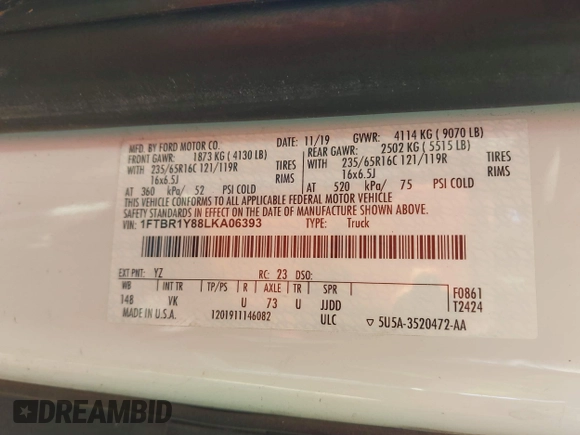 MFG. BY FORD MOTOR CO. DATE: 11/19 GVWR: 4114 KG ( 9070 LB)
FRONT GAWR: 1873 KG ( 4130 LB) REAR GAWR: 2502 KG ( 5515 LB)
WITH 235/65R16C 121/119R TIRES WITH 235/65R16C 121/119R TIRES
16x6.5J RIMS 16x6.5J RIMS
AT 360 kPa/ 52 PSI COLD AT 520 kPa/ 75 PSI COLD
THIS VEHICLE CONFORMS TO ALL APPLICABLE FEDERAL MOTOR VEHICLE
SAFETY STANDARDS IN EFFECT ON THE DATE OF MANUFACTURE SHOWN ABOVE.
VIN: 1FTBR1Y88LKA06393 TYPE: Truck
EXT PNT: YZ RC: 23 DSO:
WB INT TR TP/PS R AXLE TR SPR F0861
148 VK U 73 U JJDD T2424
MADE IN U.S.A. 1201911146082 ULC ▽ 5U5A-3520472-AA
DREAMBID